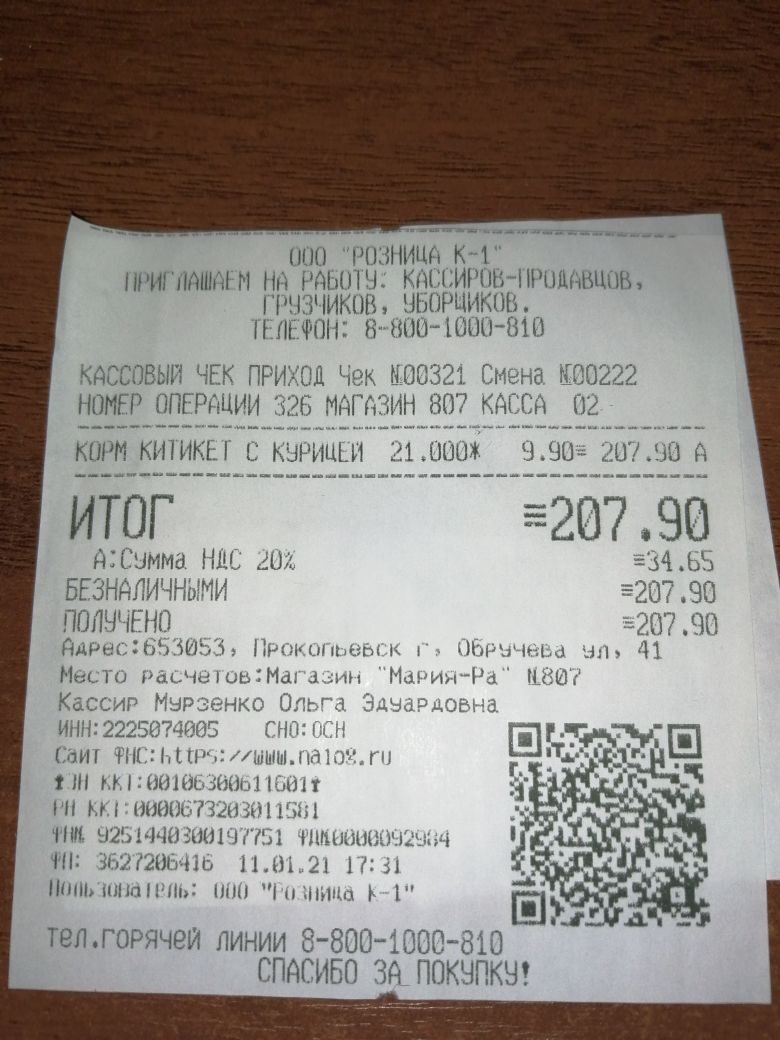 ООО "РОЗНИЦА К-1"
ПРИГЛАШАЕМ НА РАБОТУ: КАССИРОВ-ПРОДАВЦОВ,
ГРУЗЧИКОВ, УБОРЩИКОВ.
ТЕЛЕФОН: 8-800-1000-810
КАССОВЫЙ ЧЕК ПРИХОД Чек №00321 Смена №00222
НОМЕР ОПЕРАЦИИ 326 МАГАЗИН 807 КАССА 02
КОРМ КИТИКЕТ С КУРИЦЕЙ 21.000* 9.90= 207.90 А
ИТОГ ≡207.90
А:Сумма НДС 20% ≡34.65
БЕЗНАЛИЧНЫМИ ≡207.90
ПОЛУЧЕНО ≡207.90
Адрес:653053, Прокопьевск г, Обручева ул, 41
Место расчетов:Магазин "Мария-Ра" №807
Кассир Мурзенко Ольга Эдуардовна
ИНН:2225074005 СНО:ОСН
Сайт ФНС:https://www.nalog.ru
ЗН ККТ:00106300611601
РН ККТ:0000673203011581
ФН№ 9251440300197751 ФД№0000092984
ФП: 3627206416 11.01.21 17:31
Пользователь: ООО "Розница К-1"
тел.ГОРЯЧЕЙ ЛИНИИ 8-800-1000-810
СПАСИБО ЗА ПОКУПКУ!